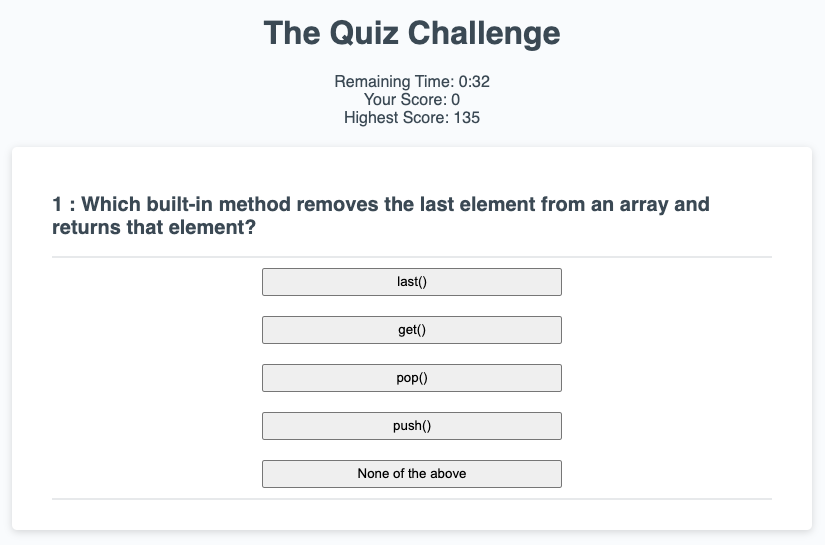 The Quiz Challenge
Remaining Time: 0:32
Your Score: 0
Highest Score: 135
1 : Which built-in method removes the last element from an array and
returns that element?
last()
get()
pop()
push()
None of the above